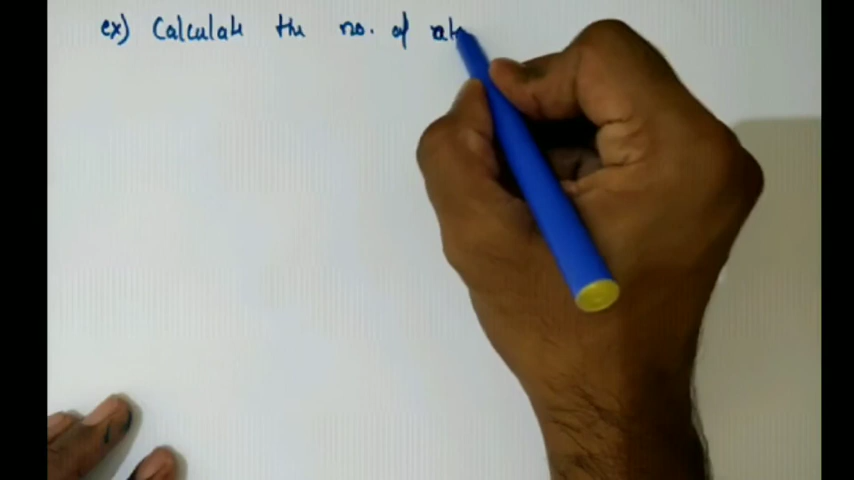 ex) Calculate the no. of